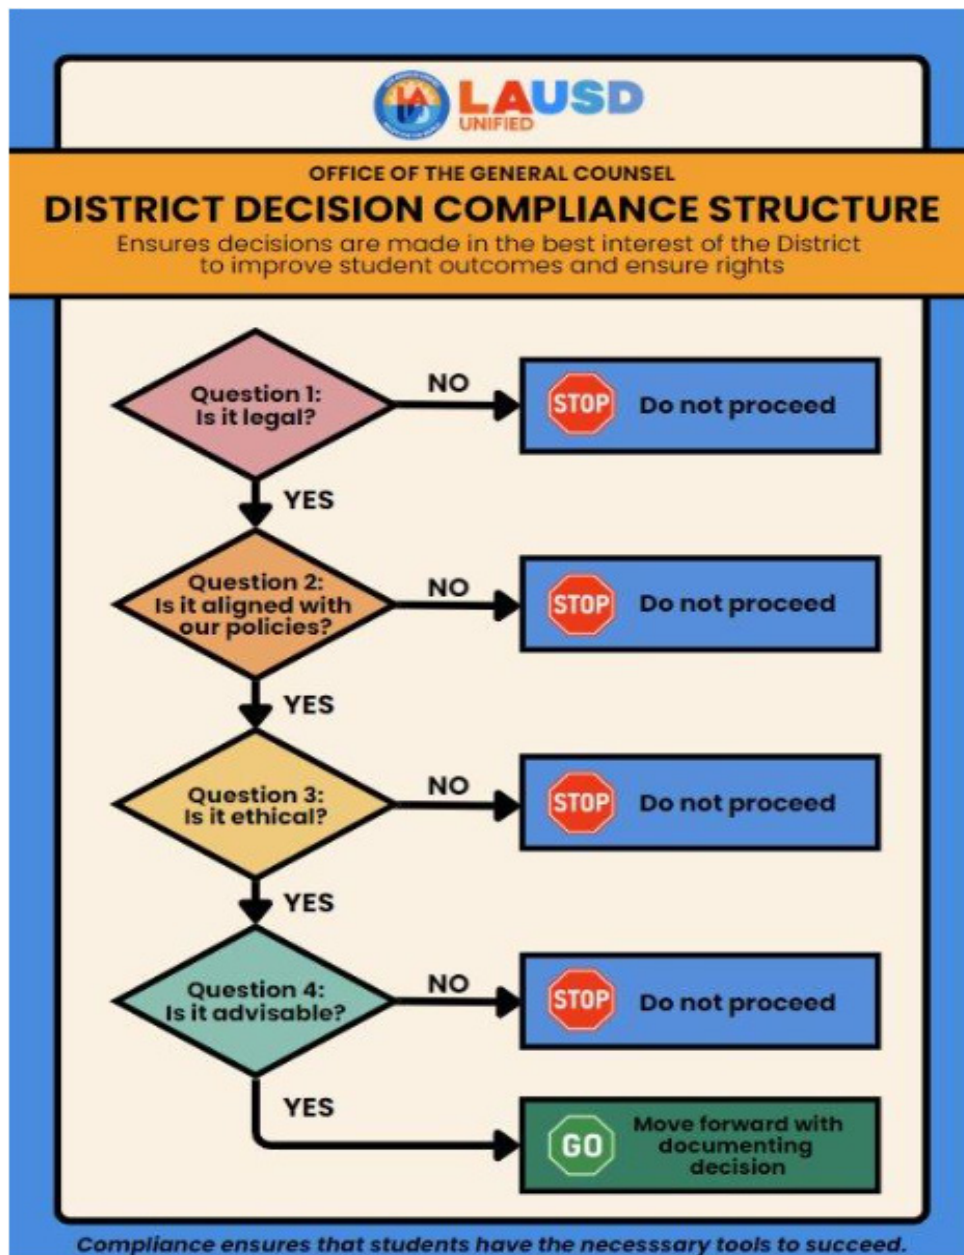 LAUSD
UNIFIED
OFFICE OF THE GENERAL COUNSEL
DISTRICT DECISION COMPLIANCE STRUCTURE
Ensures decisions are made in the best interest of the District
to improve student outcomes and ensure rights
Question 1:
Is it legal?
NO
STOP
Do not proceed
YES
Question 2:
Is it aligned with
our policies?
NO
STOP
Do not proceed
YES
Question 3:
Is it ethical?
NO
STOP
Do not proceed
YES
Question 4:
Is it advisable?
NO
STOP
Do not proceed
YES
GO
Move forward with
documenting
decision
Compliance ensures that students have the necesssary tools to succeed.